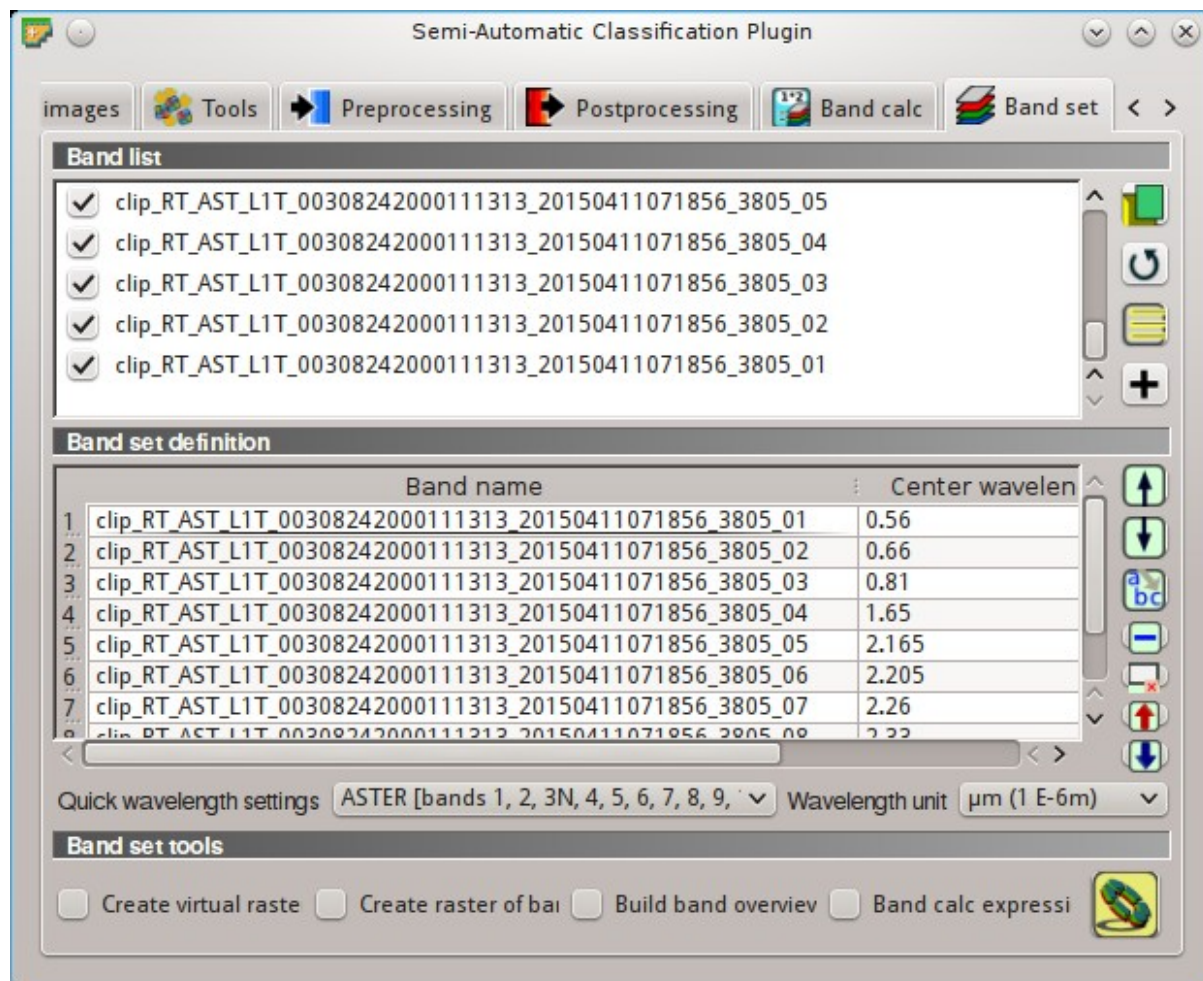 Semi-Automatic Classification Plugin
images Tools Preprocessing Postprocessing Band calc Band set
Band list
clip_RT_AST_L1T_00308242000111313_20150411071856_3805_05
clip_RT_AST_L1T_00308242000111313_20150411071856_3805_04
clip_RT_AST_L1T_00308242000111313_20150411071856_3805_03
clip_RT_AST_L1T_00308242000111313_20150411071856_3805_02
clip_RT_AST_L1T_00308242000111313_20150411071856_3805_01
Band set definition
Band name Center wavelen
1 clip_RT_AST_L1T_00308242000111313_20150411071856_3805_01 0.56
2 clip_RT_AST_L1T_00308242000111313_20150411071856_3805_02 0.66
3 clip_RT_AST_L1T_00308242000111313_20150411071856_3805_03 0.81
4 clip_RT_AST_L1T_00308242000111313_20150411071856_3805_04 1.65
5 clip_RT_AST_L1T_00308242000111313_20150411071856_3805_05 2.165
6 clip_RT_AST_L1T_00308242000111313_20150411071856_3805_06 2.205
7 clip_RT_AST_L1T_00308242000111313_20150411071856_3805_07 2.26
clip_RT_AST_L1T_00308242000111313_20150411071856_3805_08 2.33
Quick wavelength settings ASTER [bands 1, 2, 3N, 4, 5, 6, 7, 8, 9, Wavelength unit µm (1 E-6m)
Band set tools
Create virtual raste Create raster of ba Build band overviev Band calc expressi